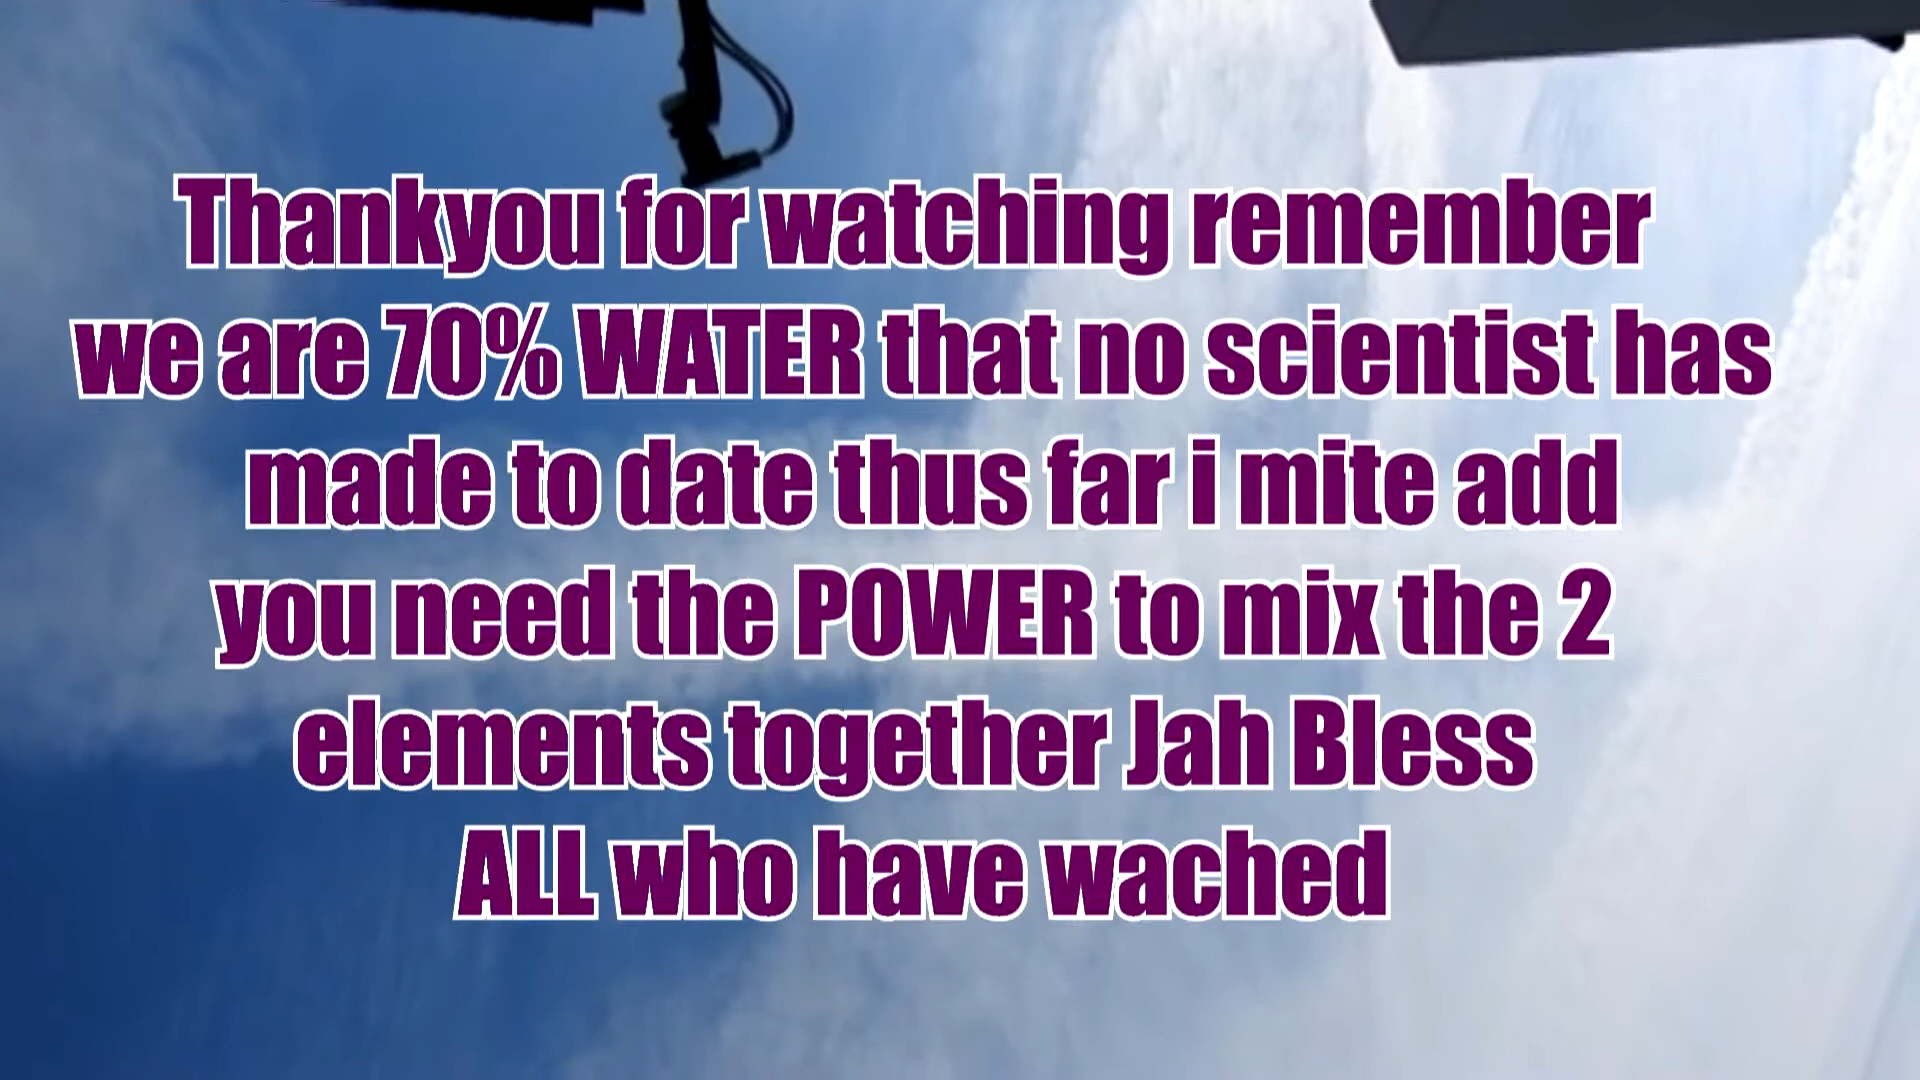 Thankyou for watching remember
we are 70% WATER that no scientist has
made to date thus far i mite add
you need the POWER to mix the 2
elements together Jah Bless
ALL who have wached